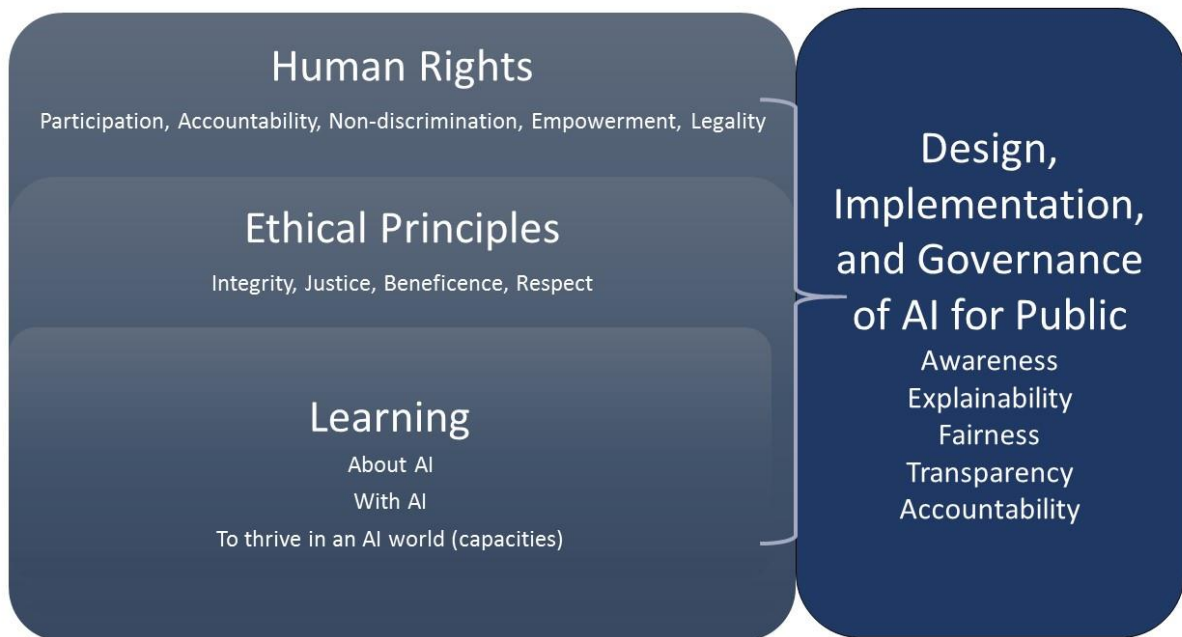 Human Rights
Participation, Accountability, Non-discrimination, Empowerment, Legality
Ethical Principles
Integrity, Justice, Beneficence, Respect
Learning
About AI
With AI
To thrive in an AI world (capacities)
Design,
Implementation,
and Governance
of AI for Public
Awareness
Explainability
Fairness
Transparency
Accountability